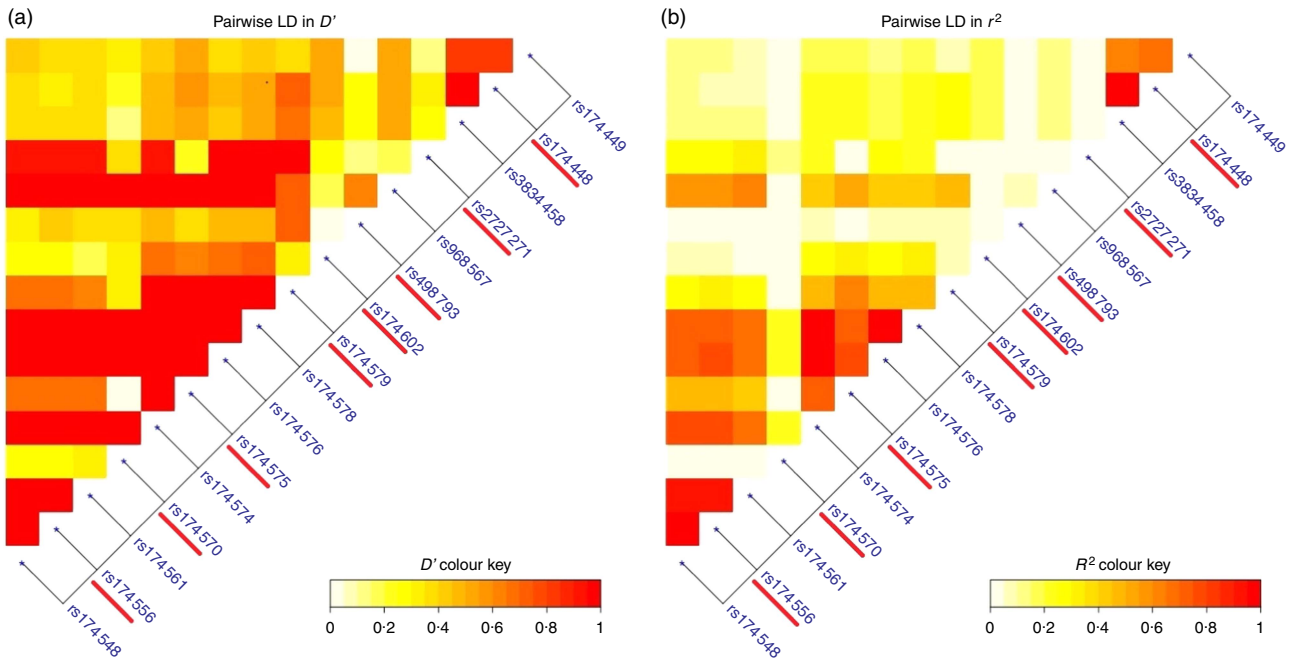 (a)
Pairwise LD in D’
rs174449
rs174448
rs3834458
rs2727271
rs968567
rs498793
rs174602
rs174579
rs174578
rs174576
rs174575
rs174574
rs174570
rs174561
rs174556
rs174548
D’ colour key
0 0·2 0·4 0·6 0·8 1
(b)
Pairwise LD in r²
rs174449
rs174448
rs3834458
rs2727271
rs968567
rs498793
rs174602
rs174579
rs174578
rs174576
rs174575
rs174574
rs174570
rs174561
rs174556
rs174548
R² colour key
0 0·2 0·4 0·6 0·8 1